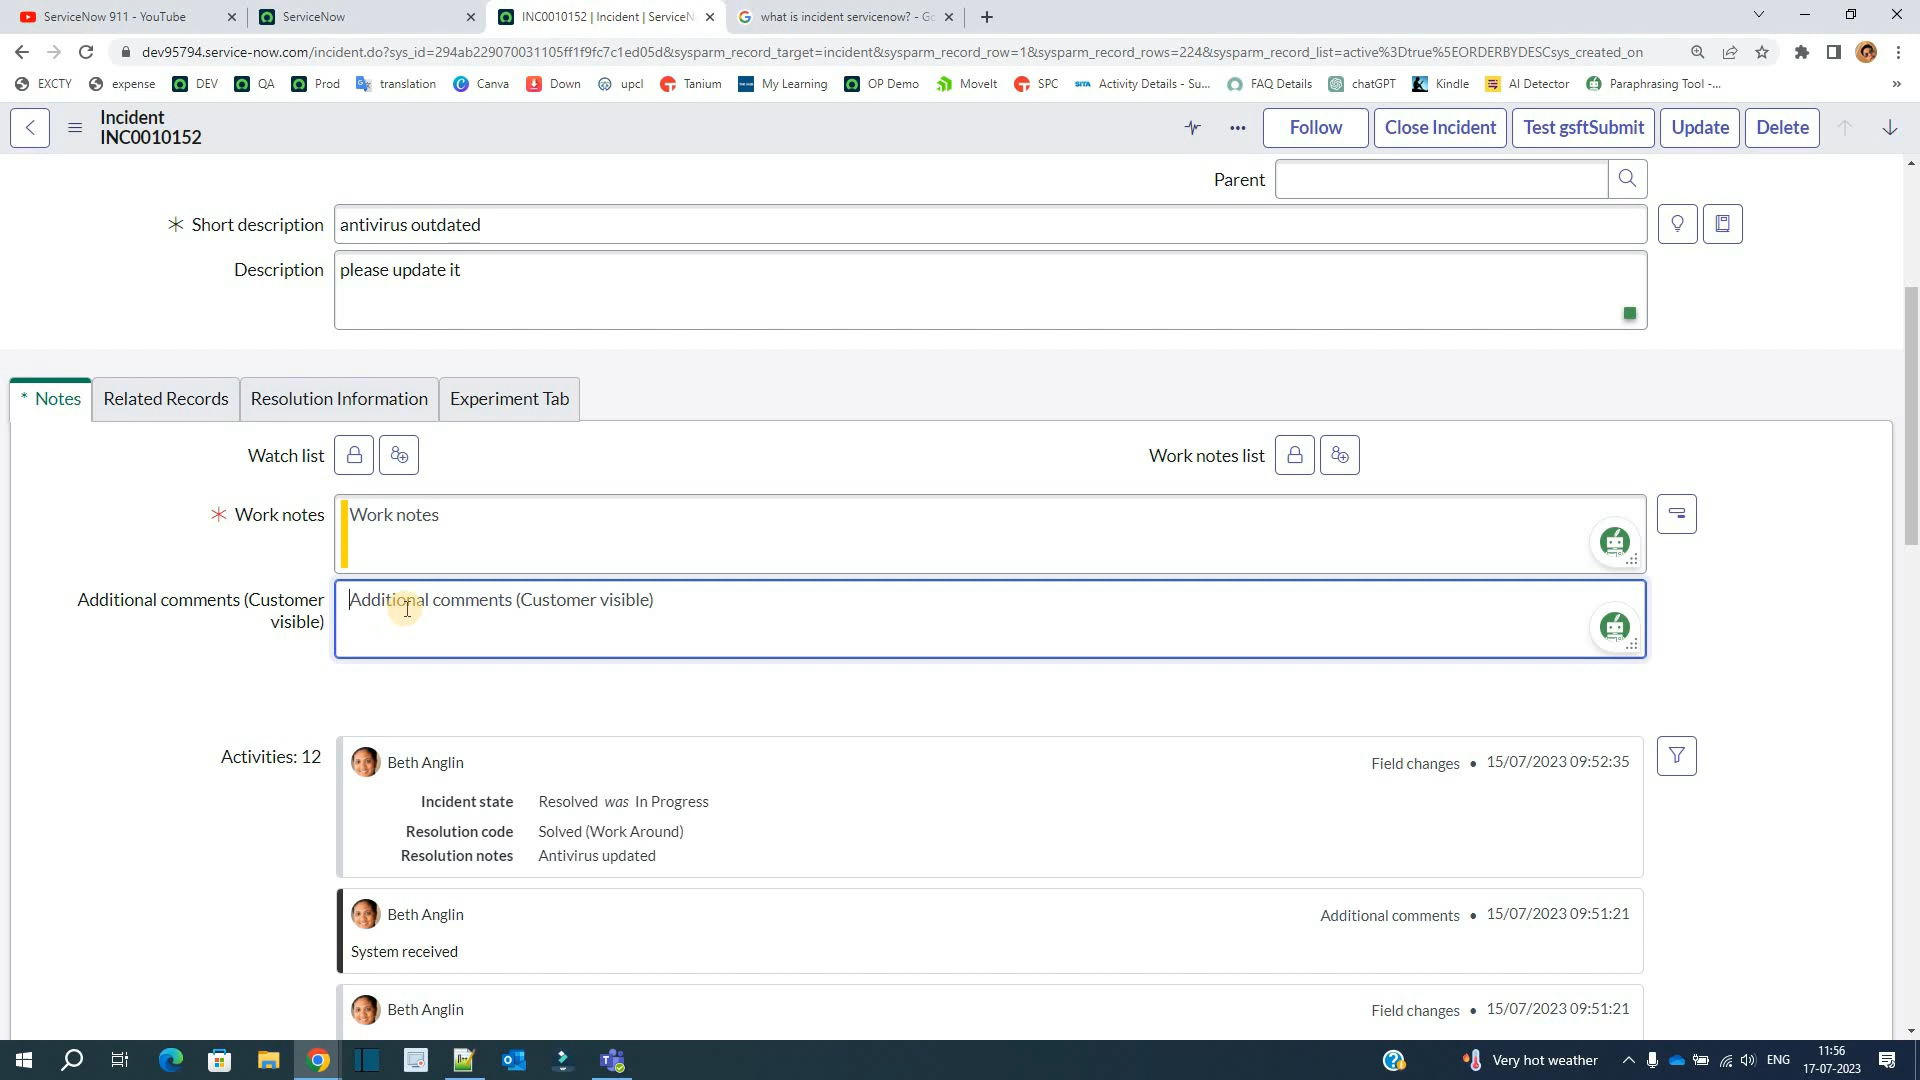 ServiceNow 911 - YouTube
ServiceNow
INC0010152 | Incident | ServiceN
what is incident servicenow? - Go
dev95794.service-now.com/incident.do?sys_id=294ab229070031105ff1f9fc7c1ed05d&sysparm_record_target=incident&sysparm_record_row=1&sysparm_record_rows=224&sysparm_record_list=active%3Dtrue%5EORDERBYDESCsys_created_on
EXCTY
expense
DEV
QA
Prod
translation
Canva
Down
upcl
Tanium
My Learning
OP Demo
MoveIt
SPC
SITA
Activity Details - Su...
FAQ Details
chatGPT
Kindle
AI Detector
Paraphrasing Tool -...
Incident
INC0010152
Follow
Close Incident
Test gsftSubmit
Update
Delete
Parent
Short description
antivirus outdated
Description
please update it
* Notes
Related Records
Resolution Information
Experiment Tab
Watch list
Work notes list
Work notes
Work notes
Additional comments (Customer
visible)
Additional comments (Customer visible)
Activities: 12
Beth Anglin
Field changes • 15/07/2023 09:52:35
Incident state Resolved was In Progress
Resolution code Solved (Work Around)
Resolution notes Antivirus updated
Beth Anglin
Additional comments • 15/07/2023 09:51:21
System received
Beth Anglin
Field changes • 15/07/2023 09:51:21
Very hot weather
ENG
11:56
17-07-2023